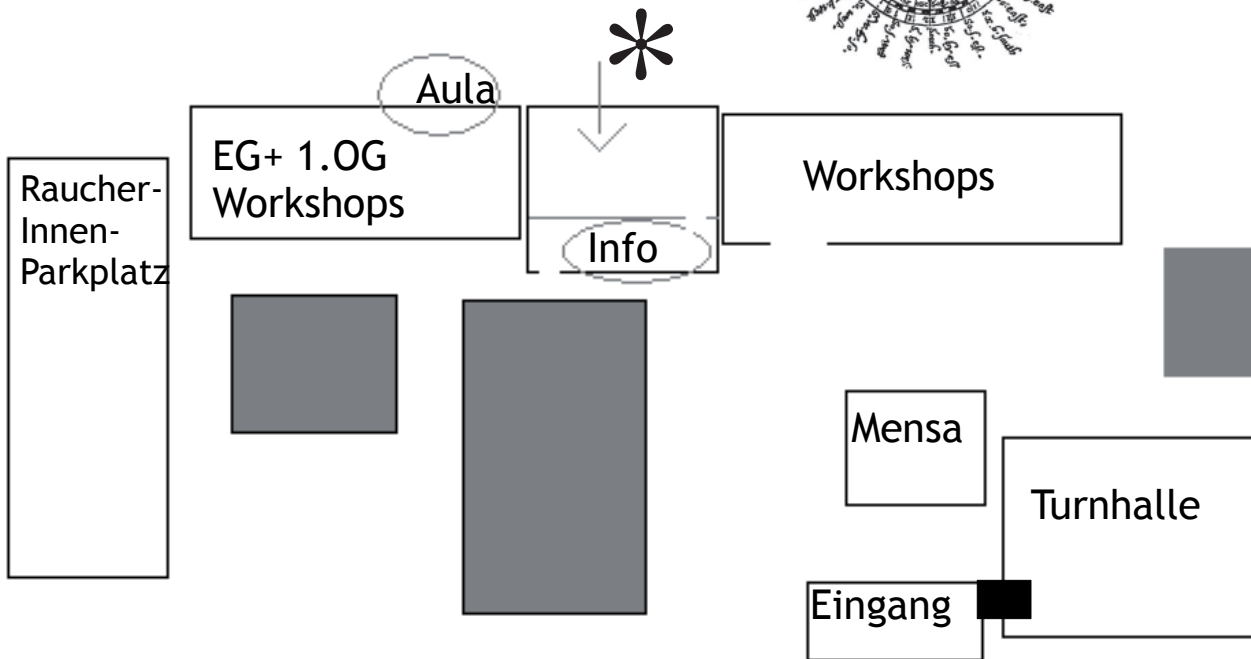 *
Aula
EG+ 1.OG
Workshops
Workshops
Raucher-
Innen-
Parkplatz
Info
Mensa
Turnhalle
Eingang